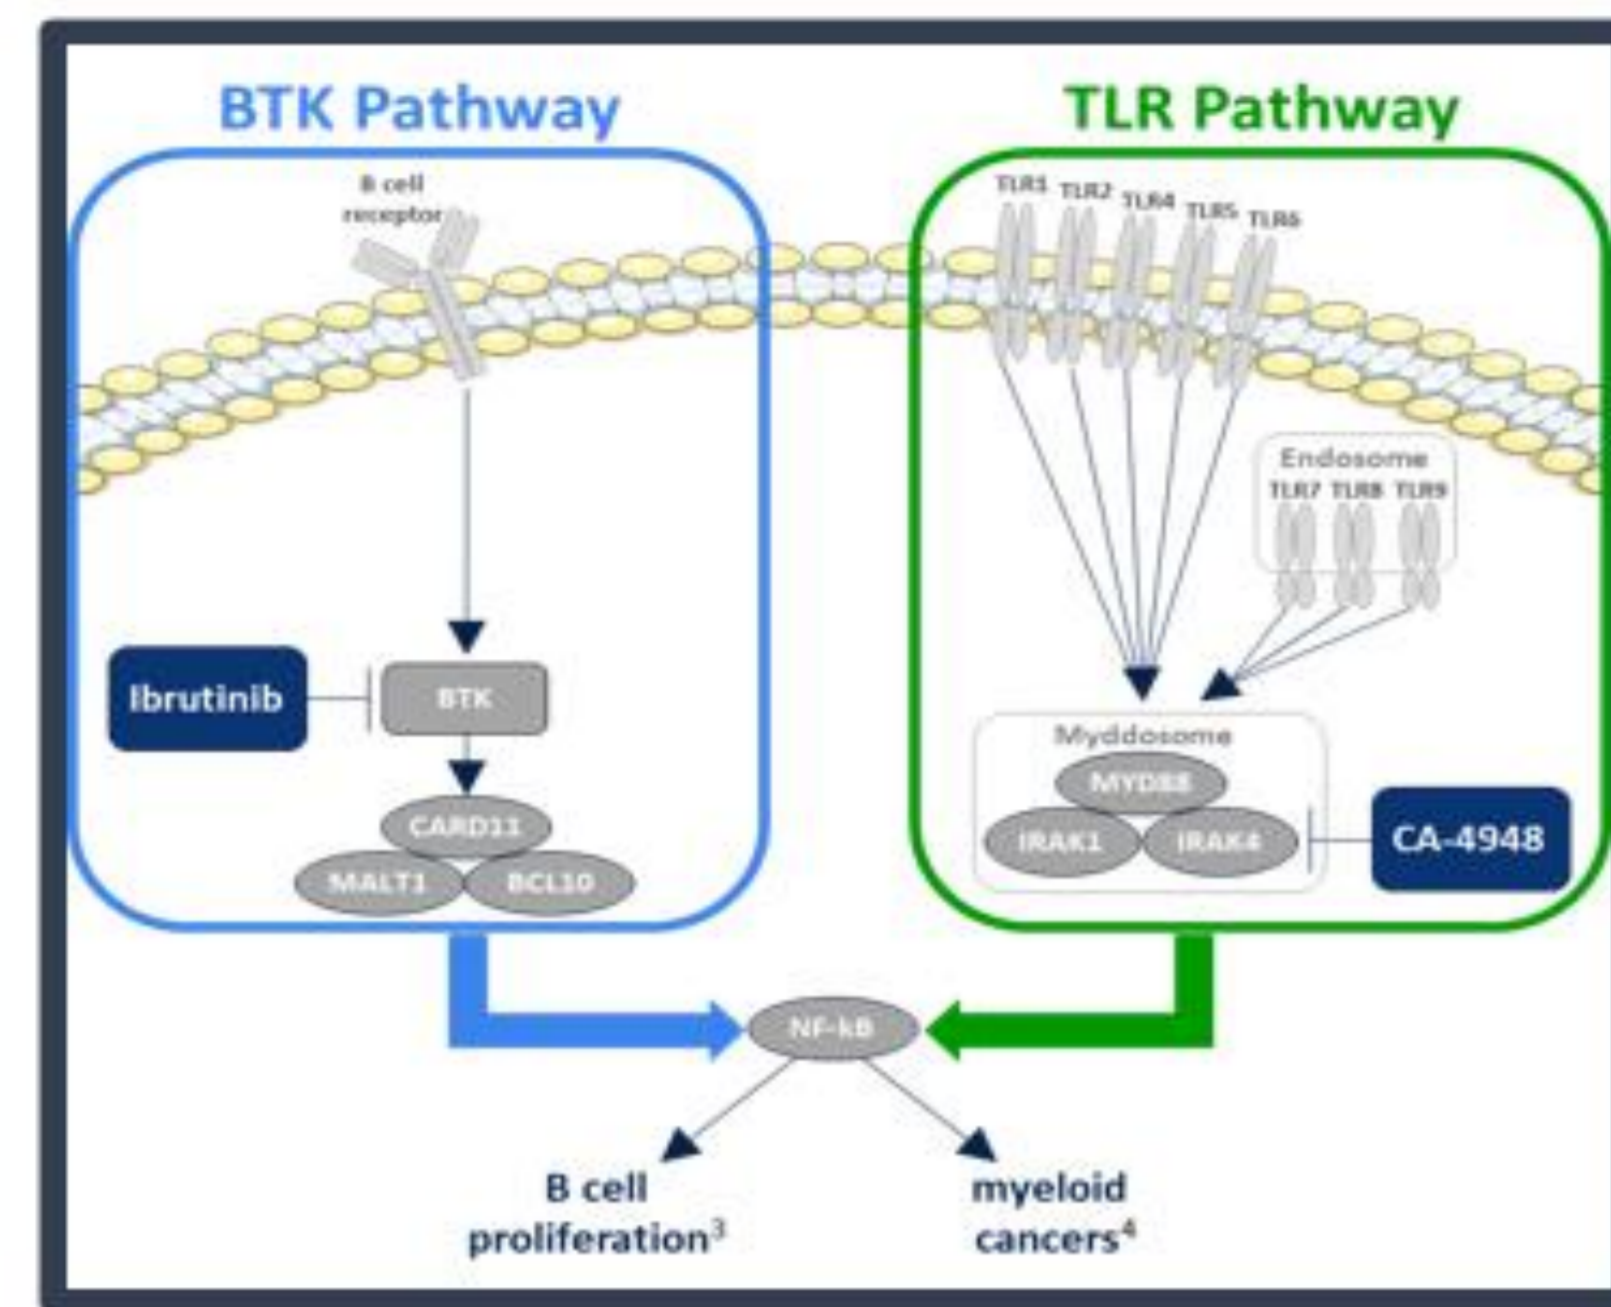 BTK Pathway
TLR Pathway
B cell
receptor
TLR1 TLR2 TLR4 TLR5 TLR6
Endosome
TLR7 TLR8 TLR9
Ibrutinib
BTK
Myddosome
MYD88
CARD11
IRAK1
IRAK4
CA-4948
MALT1
BCL10
NF-kB
B cell
proliferation³
myeloid
cancers⁴